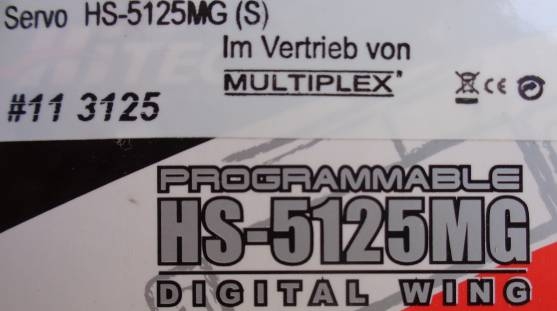 Servo HS-5125MG (S)
Im Vertrieb von
MULTIPLEX®
#11 3125
PROGRAMMABLE
HS-5125MG
DIGITAL WING